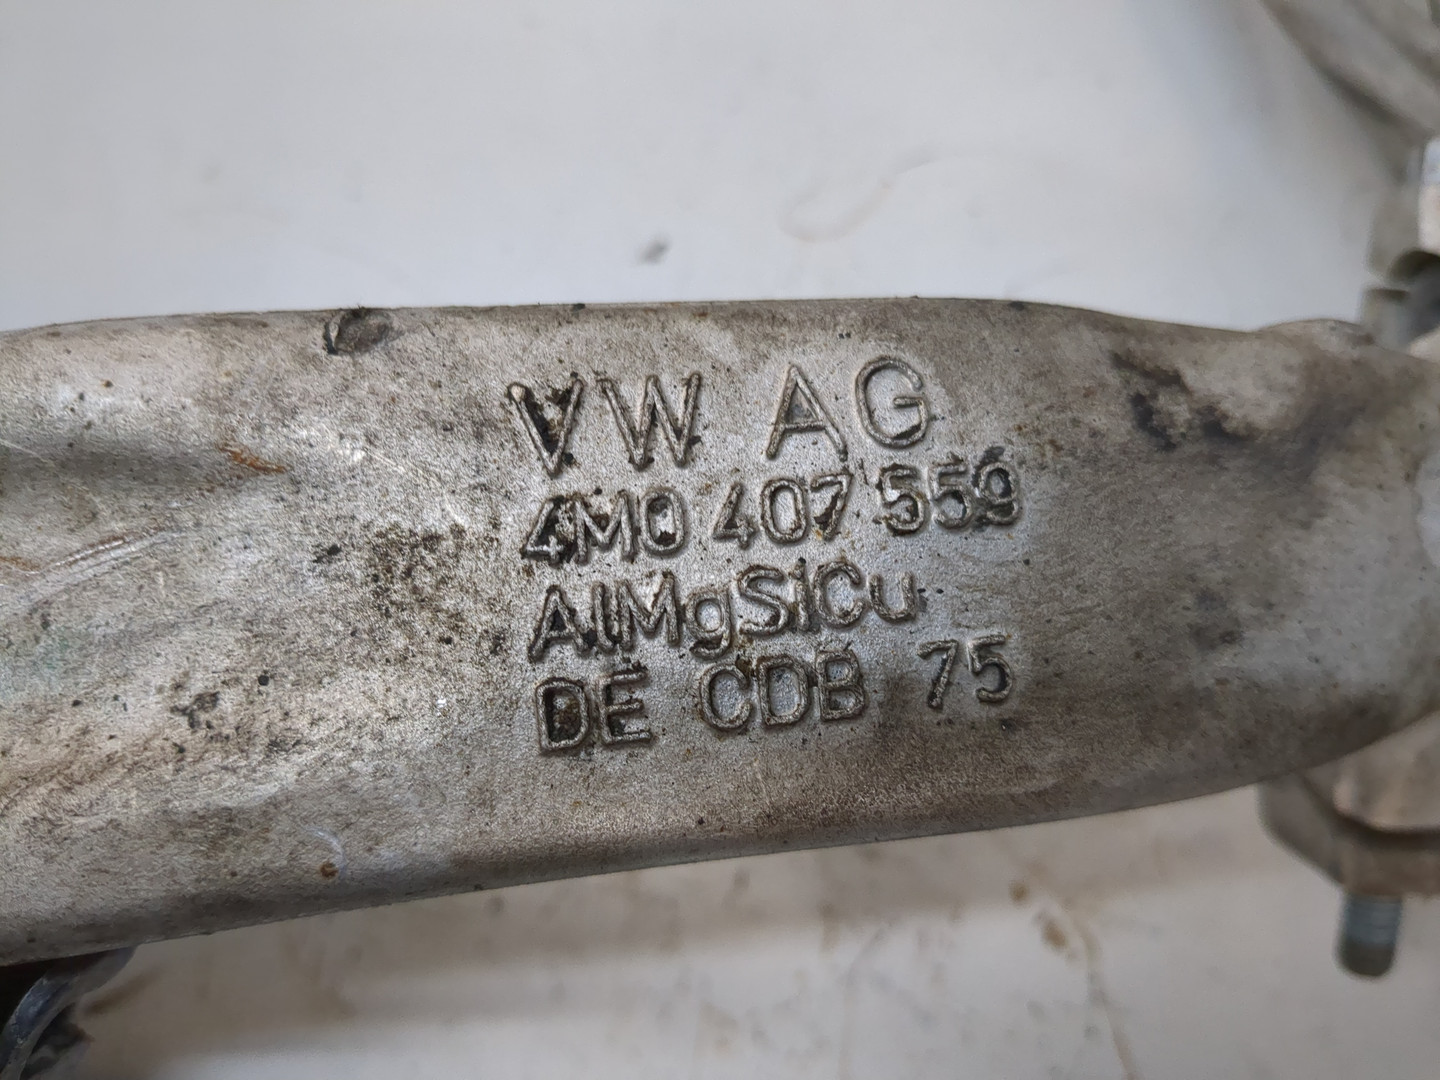 VW AG
4M0 407 559
AlMgSiCu
DE CDB 75